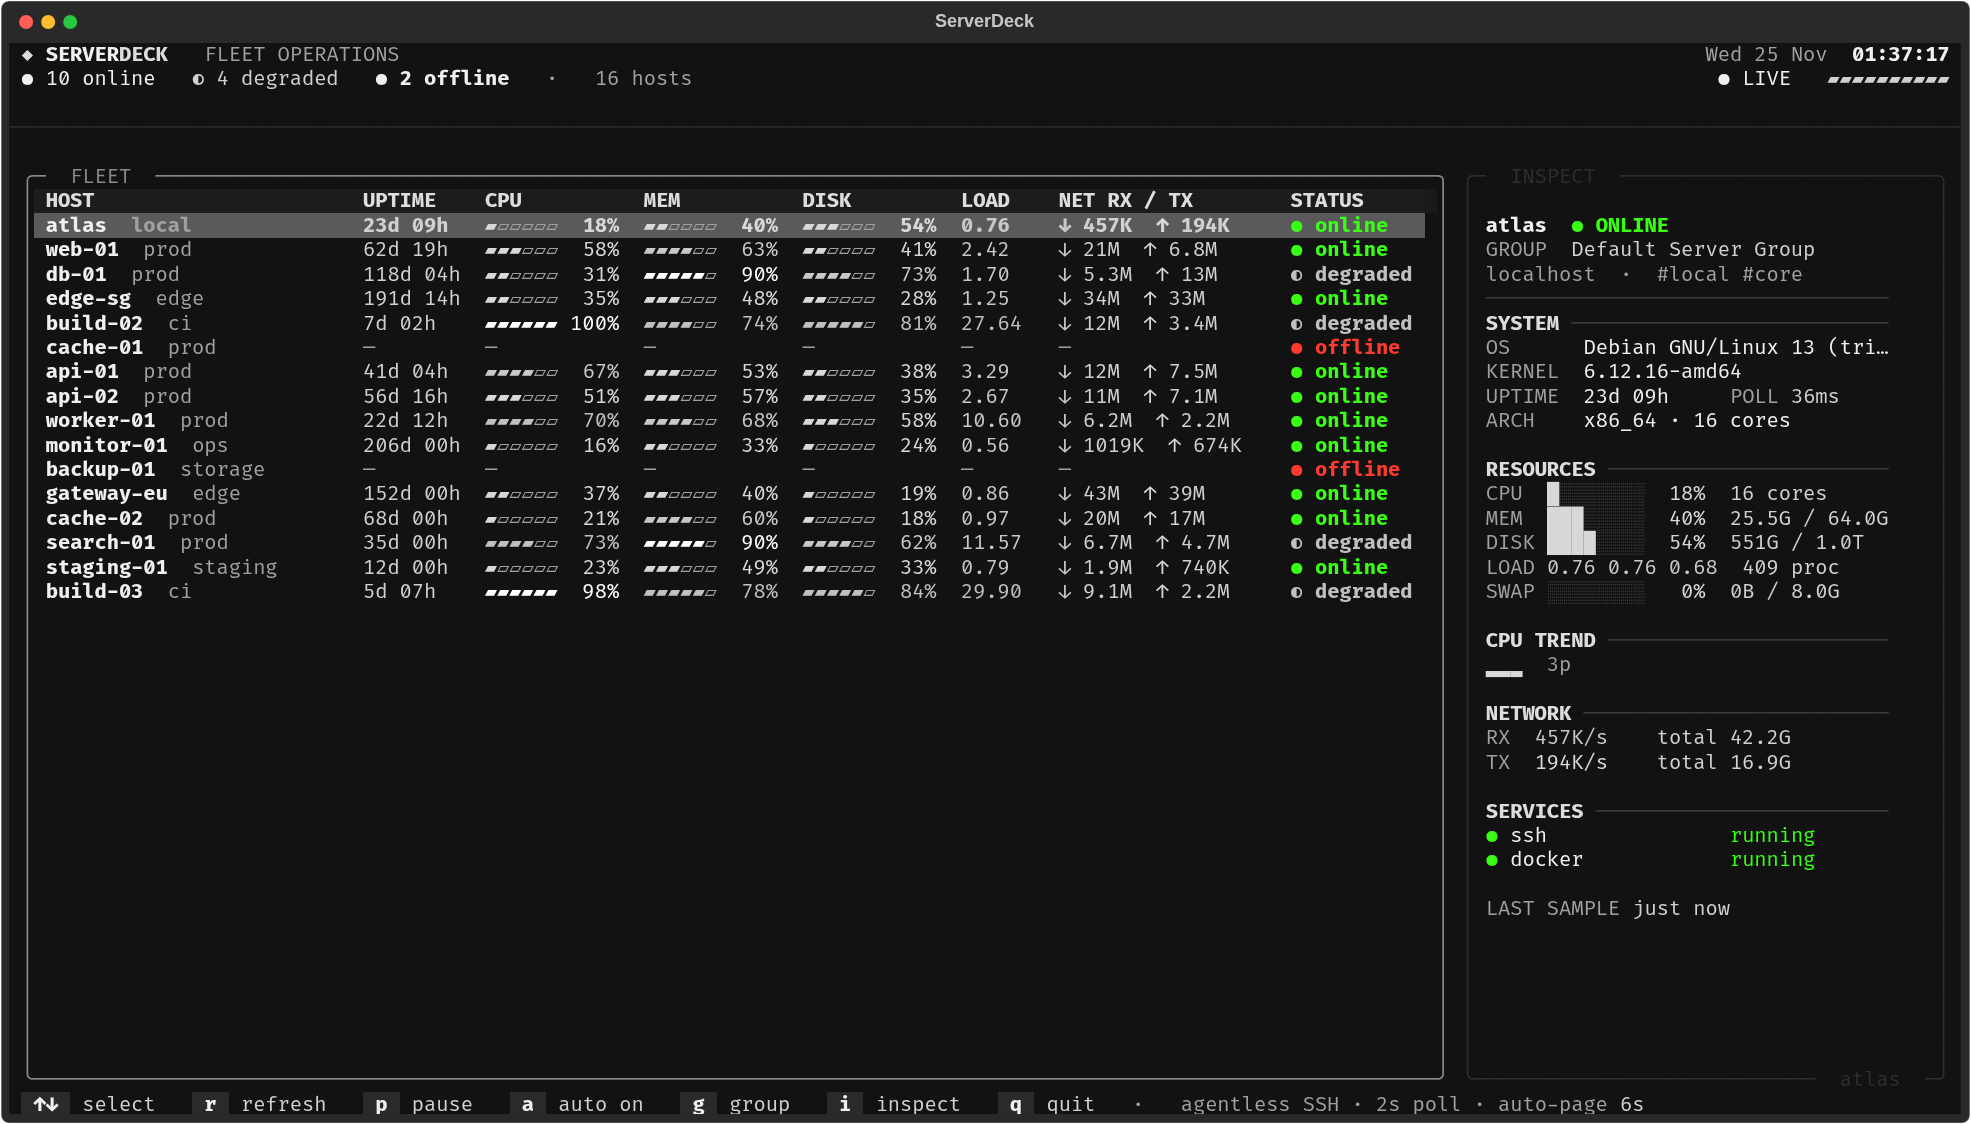 ServerDeck
◆ SERVERDECK FLEET OPERATIONS Wed 25 Nov 01:37:17
● 10 online ◐ 4 degraded ● 2 offline · 16 hosts ● LIVE ▰▰▰▰▰▰▰▰▰▰
FLEET
HOST UPTIME CPU MEM DISK LOAD NET RX / TX STATUS
atlas local 23d 09h ▰▱▱▱▱▱ 18% ▰▰▱▱▱▱ 40% ▰▰▰▱▱▱ 54% 0.76 ↓ 457K ↑ 194K ● online
web-01 prod 62d 19h ▰▰▰▱▱▱ 58% ▰▰▰▰▱▱ 63% ▰▰▱▱▱▱ 41% 2.42 ↓ 21M ↑ 6.8M ● online
db-01 prod 118d 04h ▰▰▱▱▱▱ 31% ▰▰▰▰▰▱ 90% ▰▰▰▰▱▱ 73% 1.70 ↓ 5.3M ↑ 13M ◐ degraded
edge-sg edge 191d 14h ▰▰▱▱▱▱ 35% ▰▰▰▱▱▱ 48% ▰▰▱▱▱▱ 28% 1.25 ↓ 34M ↑ 33M ● online
build-02 ci 7d 02h ▰▰▰▰▰▰ 100% ▰▰▰▰▱▱ 74% ▰▰▰▰▰▱ 81% 27.64 ↓ 12M ↑ 3.4M ◐ degraded
cache-01 prod — — — — — — ● offline
api-01 prod 41d 04h ▰▰▰▰▱▱ 67% ▰▰▰▱▱▱ 53% ▰▰▱▱▱▱ 38% 3.29 ↓ 12M ↑ 7.5M ● online
api-02 prod 56d 16h ▰▰▰▱▱▱ 51% ▰▰▰▱▱▱ 57% ▰▰▱▱▱▱ 35% 2.67 ↓ 11M ↑ 7.1M ● online
worker-01 prod 22d 12h ▰▰▰▰▱▱ 70% ▰▰▰▰▱▱ 68% ▰▰▰▱▱▱ 58% 10.60 ↓ 6.2M ↑ 2.2M ● online
monitor-01 ops 206d 00h ▰▱▱▱▱▱ 16% ▰▰▱▱▱▱ 33% ▰▱▱▱▱▱ 24% 0.56 ↓ 1019K ↑ 674K ● online
backup-01 storage — — — — — — ● offline
gateway-eu edge 152d 00h ▰▰▱▱▱▱ 37% ▰▰▱▱▱▱ 40% ▰▱▱▱▱▱ 19% 0.86 ↓ 43M ↑ 39M ● online
cache-02 prod 68d 00h ▰▱▱▱▱▱ 21% ▰▰▰▰▱▱ 60% ▰▱▱▱▱▱ 18% 0.97 ↓ 20M ↑ 17M ● online
search-01 prod 35d 00h ▰▰▰▰▱▱ 73% ▰▰▰▰▰▱ 90% ▰▰▰▰▱▱ 62% 11.57 ↓ 6.7M ↑ 4.7M ◐ degraded
staging-01 staging 12d 00h ▰▱▱▱▱▱ 23% ▰▰▰▱▱▱ 49% ▰▰▱▱▱▱ 33% 0.79 ↓ 1.9M ↑ 740K ● online
build-03 ci 5d 07h ▰▰▰▰▰▰ 98% ▰▰▰▰▰▱ 78% ▰▰▰▰▰▱ 84% 29.90 ↓ 9.1M ↑ 2.2M ◐ degraded
INSPECT
atlas ● ONLINE
GROUP Default Server Group
localhost · #local #core
SYSTEM
OS Debian GNU/Linux 13 (tri…
KERNEL 6.12.16-amd64
UPTIME 23d 09h POLL 36ms
ARCH x86_64 · 16 cores
RESOURCES
CPU 18% 16 cores
MEM 40% 25.5G / 64.0G
DISK 54% 551G / 1.0T
LOAD 0.76 0.76 0.68 409 proc
SWAP 0% 0B / 8.0G
CPU TREND
3p
NETWORK
RX 457K/s total 42.2G
TX 194K/s total 16.9G
SERVICES
● ssh running
● docker running
LAST SAMPLE just now
atlas
↑↓ select r refresh p pause a auto on g group i inspect q quit · agentless SSH · 2s poll · auto-page 6s